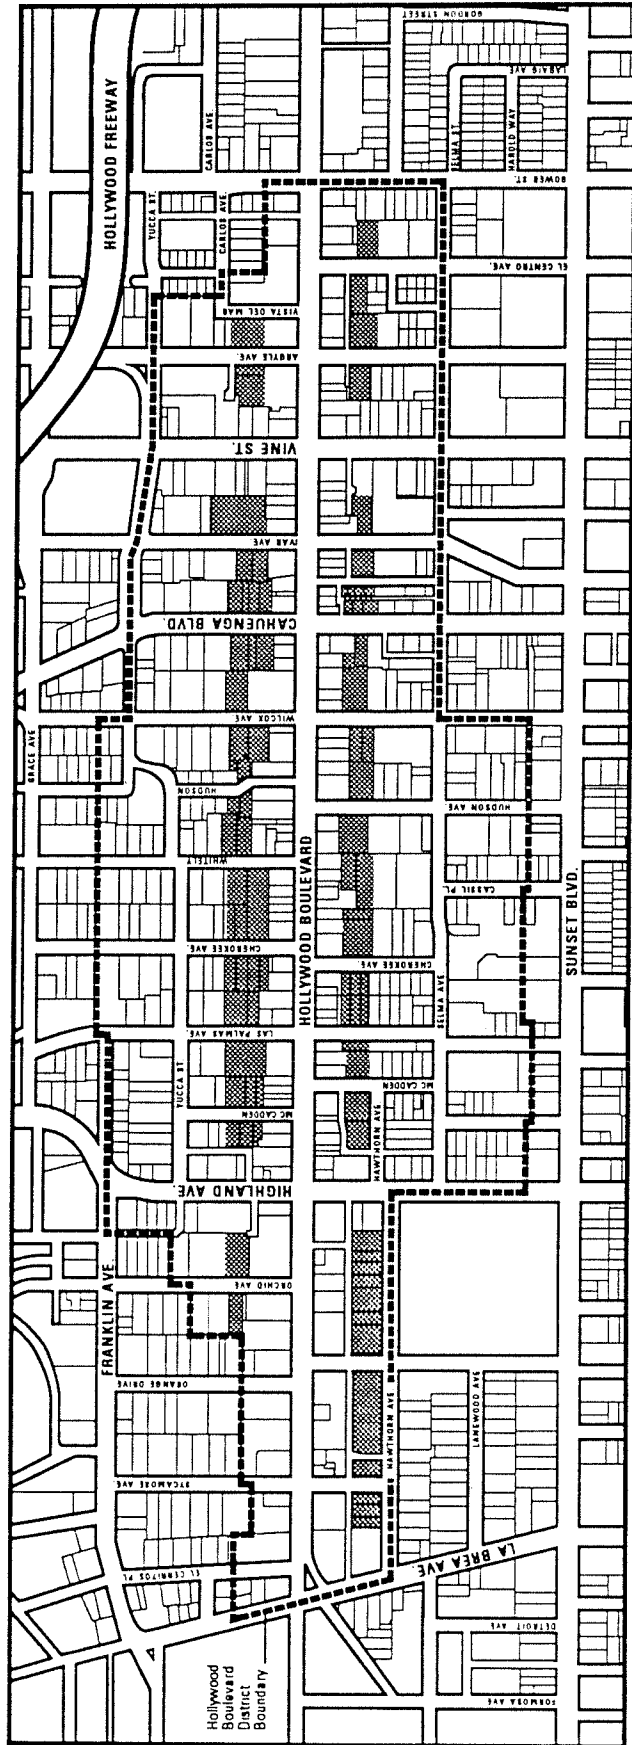 GORDON STREET
LABAIG AVE
HOLLYWOOD FREEWAY
CARLOS AVE.
SELMA ST.
HAROLD WAY
GOWER ST.
YUCCA ST.
CARLOS AVE.
EL CENTRO AVE.
VISTA DEL MAR
ARGYLE AVE.
VINE ST.
IVAR AVE
CAHUENGA BLVD.
WILCOX AVE
GRACE AVE
HUDSON
HUDSON AVE
WHITELY
HOLLYWOOD BOULEVARD
CASSIL PL.
SUNSET BLVD.
CHEROKEE AVE.
CHEROKEE AVE.
LAS PALMAS AVE.
SELMA AVE
YUCCA ST
MC CADDEN
MC CADDEN
HAWTHORN AVE
HIGHLAND AVE.
FRANKLIN AVE.
ORCHID AVE
ORANGE DRIVE
HAWTHORN AVE
LANEWOOD AVE
SYCAMORE AVE.
EL CERRITOS PL.
LA BREA AVE.
DETROIT AVE
FORMOSA AVE
Hollywood
Boulevard
District
Boundary